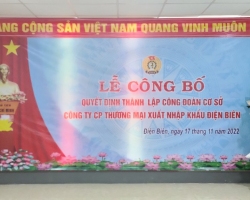 ĐẢNG CỘNG SẢN VIỆT NAM QUANG VINH MUÔN
LỄ CÔNG BỐ
QUYẾT ĐỊNH THÀNH LẬP CÔNG ĐOÀN CƠ SỞ
CÔNG TY CP THƯƠNG MẠI XUẤT NHẬP KHẨU ĐIỆN BIÊN
Điện Biên, ngày 17 tháng 11 năm 2022